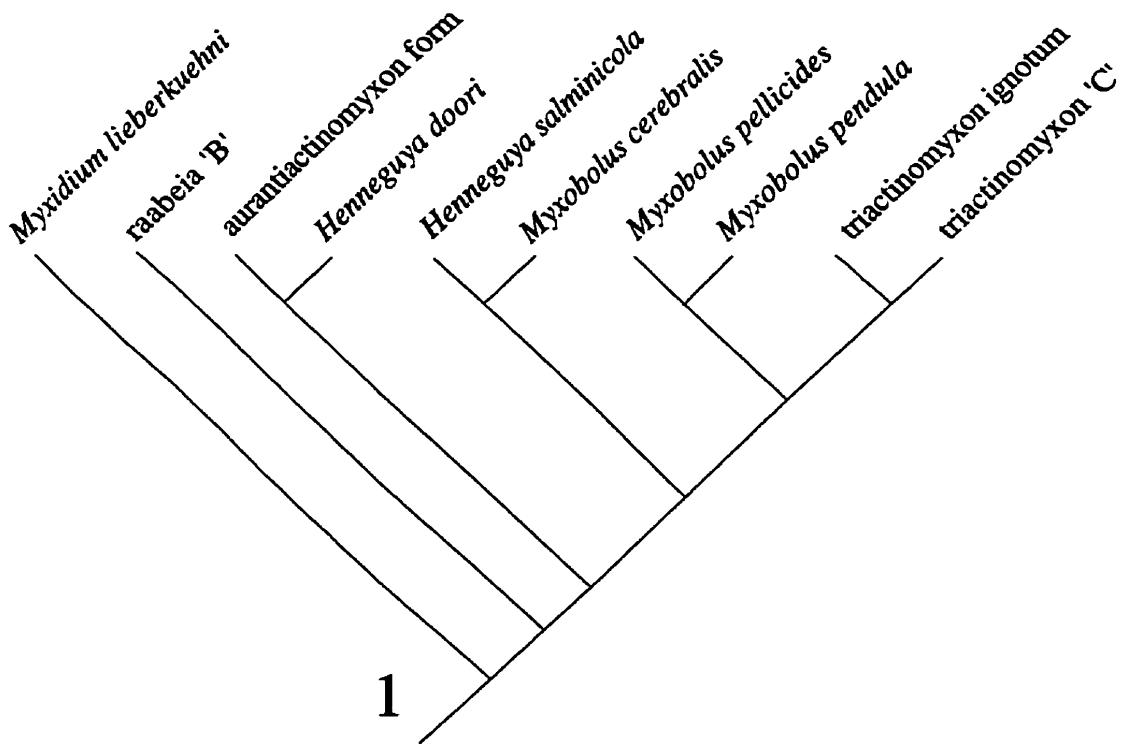 Myxidium lieberkuehni
raabeia 'B'
aurantiactinomyxon form
Henneguya doori
Henneguya salminicola
Myxobolus cerebralis
Myxobolus pellicides
Myxobolus pendula
triactinomyxon ignotum
triactinomyxon 'C'
1